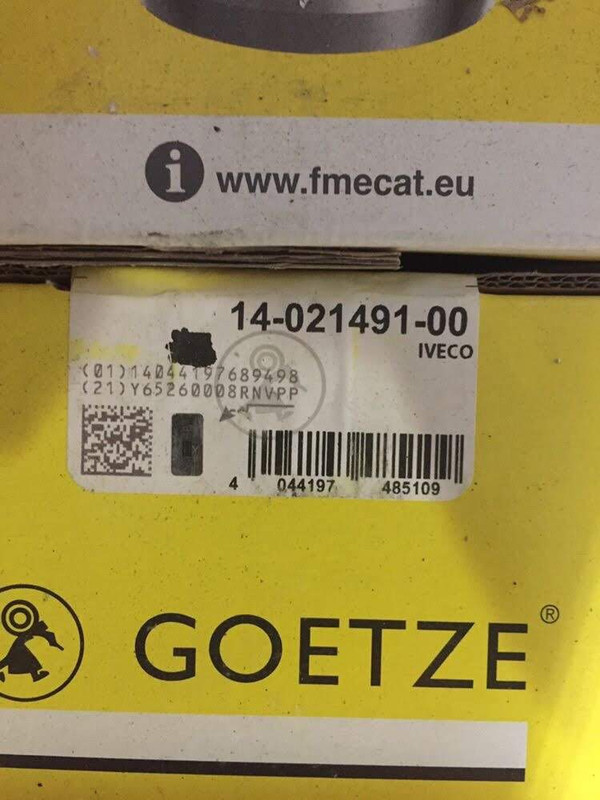 i www.fmecat.eu
14-021491-00
IVECO
(01)14044197689498
(21)Y65260008RNVPP
4 044197 485109
GOETZE®